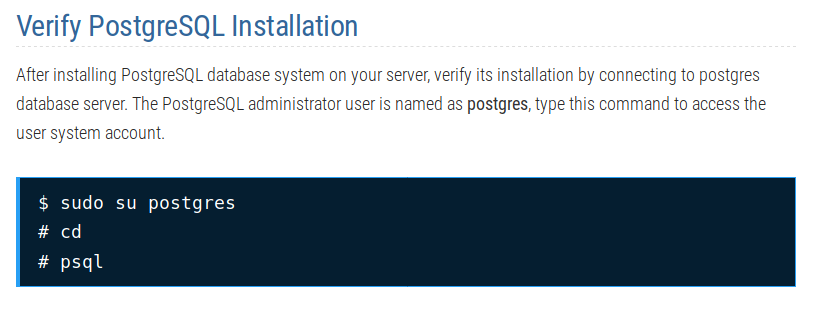 Verify PostgreSQL Installation
After installing PostgreSQL database system on your server, verify its installation by connecting to postgres
database server. The PostgreSQL administrator user is named as postgres, type this command to access the
user system account.
$ sudo su postgres
# cd
# psql